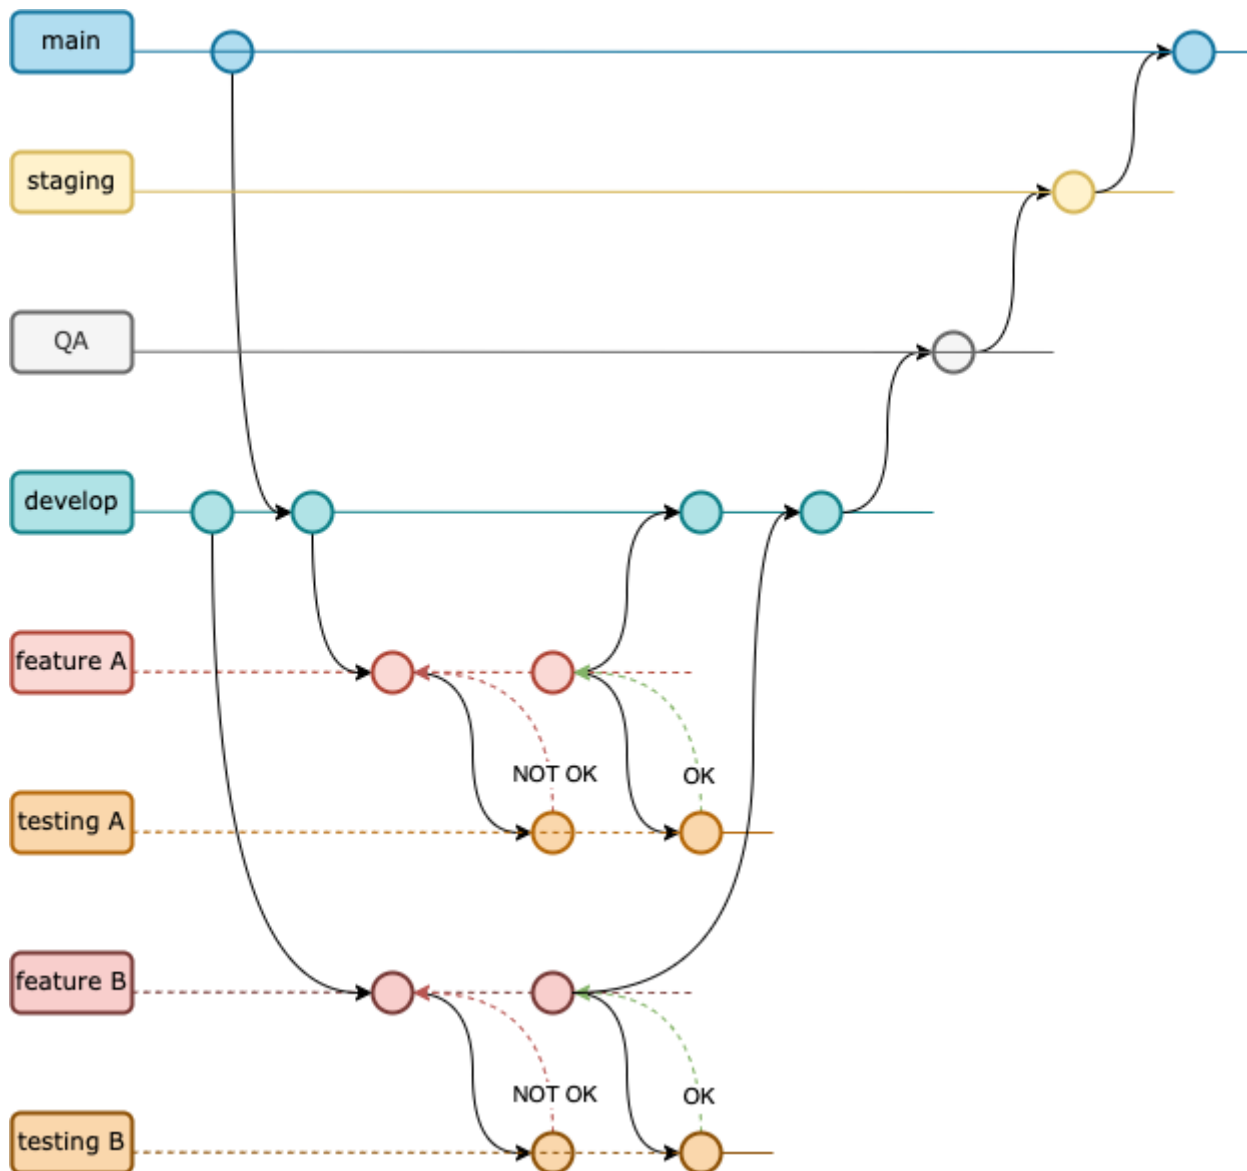 main
staging
QA
develop
feature A
NOT OK
OK
testing A
feature B
NOT OK
OK
testing B